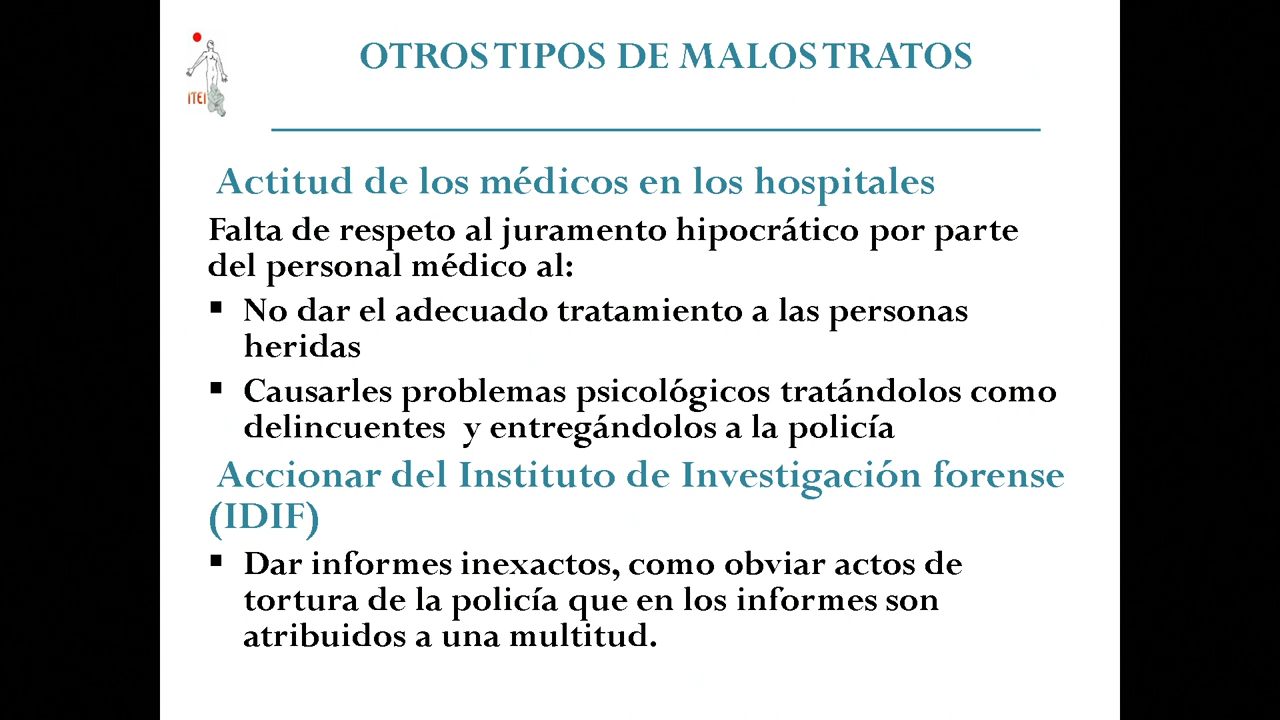 ITEI
OTROS TIPOS DE MALOS TRATOS
Actitud de los médicos en los hospitales
Falta de respeto al juramento hipocrático por parte
del personal médico al:
▪ No dar el adecuado tratamiento a las personas
heridas
▪ Causarles problemas psicológicos tratándolos como
delincuentes y entregándolos a la policía
Accionar del Instituto de Investigación forense
(IDIF)
▪ Dar informes inexactos, como obviar actos de
tortura de la policía que en los informes son
atribuidos a una multitud.